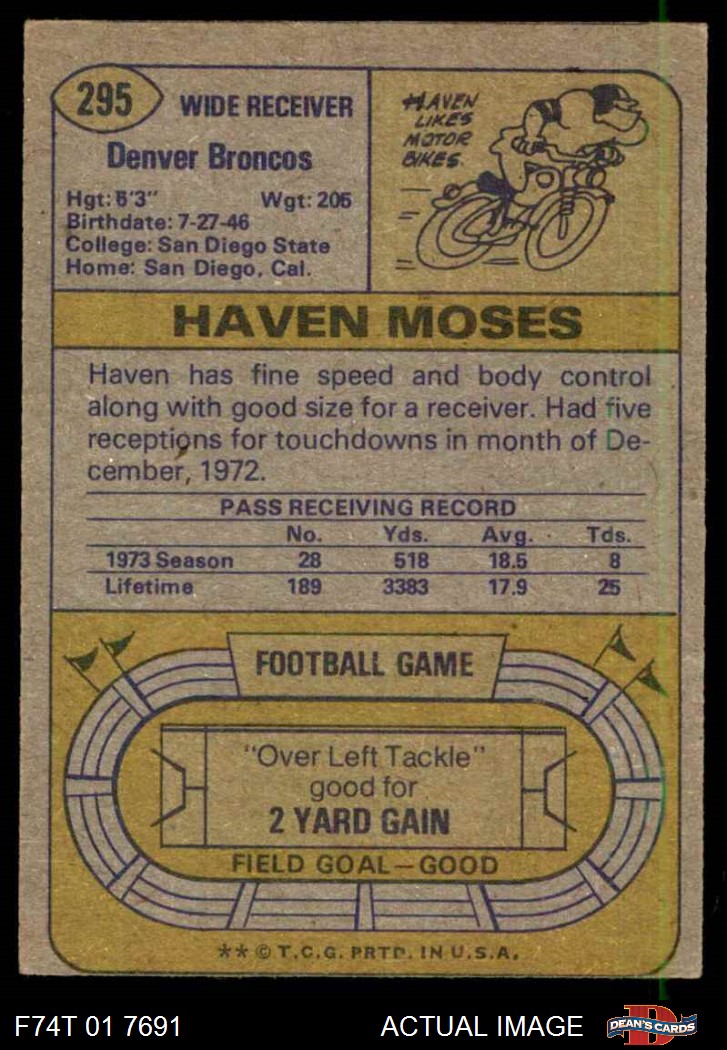 295
WIDE RECEIVER
Denver Broncos
Hgt: 6'3" Wgt: 205
Birthdate: 7-27-46
College: San Diego State
Home: San Diego, Cal.
HAVEN
LIKES
MOTOR
BIKES.
HAVEN MOSES
Haven has fine speed and body control
along with good size for a receiver. Had five
receptions for touchdowns in month of De-
cember, 1972.
PASS RECEIVING RECORD
No. Yds. Avg. Tds.
1973 Season 28 518 18.5 8
Lifetime 189 3383 17.9 25
FOOTBALL GAME
"Over Left Tackle"
good for
2 YARD GAIN
FIELD GOAL—GOOD
** © T.C.G. PRTD. IN U.S.A.
F74T 01 7691 ACTUAL IMAGE
DEAN'S CARDS